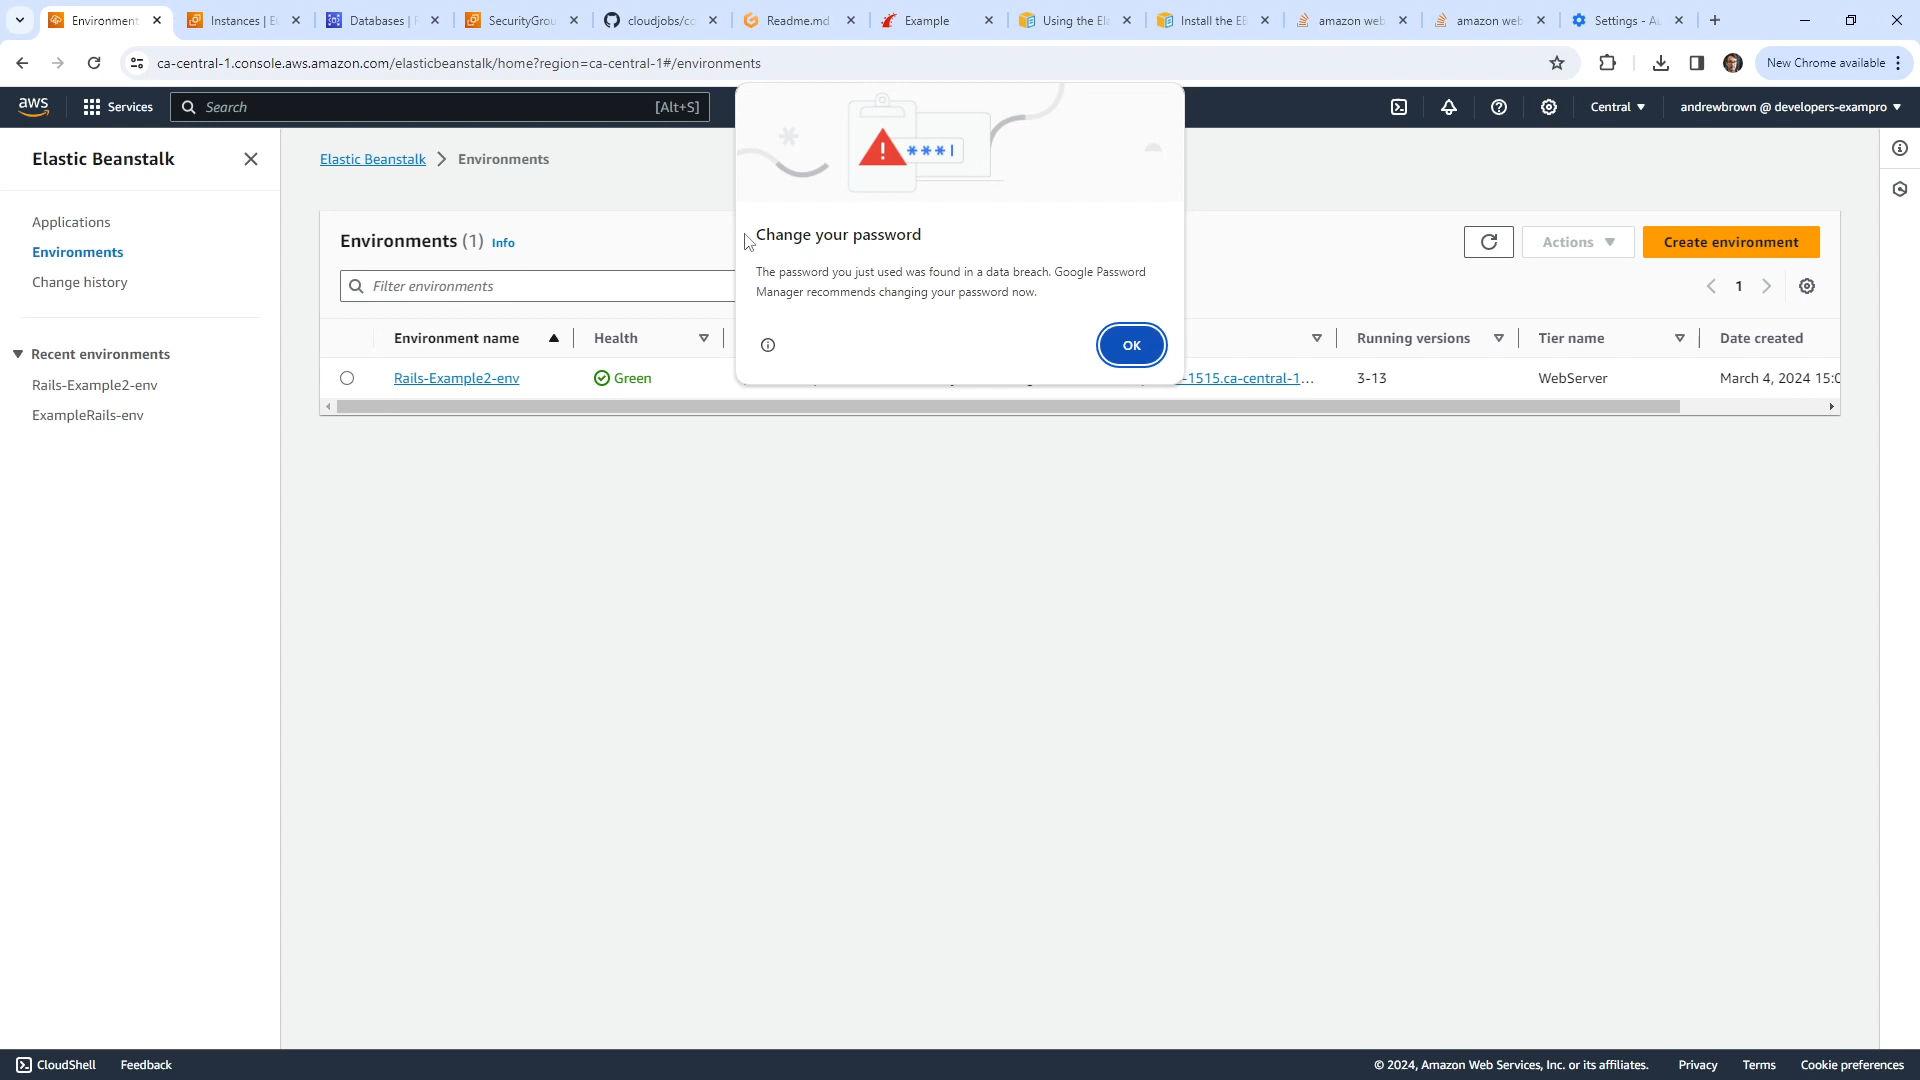 Environment
Instances | E
Databases |
SecurityGrou
cloudjobs/co
Readme.md
Example
Using the Ela
Install the EB
amazon web
amazon web
Settings - A
ca-central-1.console.aws.amazon.com/elasticbeanstalk/home?region=ca-central-1#/environments
New Chrome available
aws
Services
Search
[Alt+S]
Central
andrewbrown @ developers-exampro
Elastic Beanstalk
Applications
Environments
Change history
Recent environments
Rails-Example2-env
ExampleRails-env
Elastic Beanstalk > Environments
Environments (1) Info
Actions
Create environment
Filter environments
1
Environment name
Health
Running versions
Tier name
Date created
Rails-Example2-env
Green
-1515.ca-central-1...
3-13
WebServer
March 4, 2024 15:0
***|
Change your password
The password you just used was found in a data breach. Google Password
Manager recommends changing your password now.
OK
CloudShell
Feedback
© 2024, Amazon Web Services, Inc. or its affiliates.
Privacy
Terms
Cookie preferences